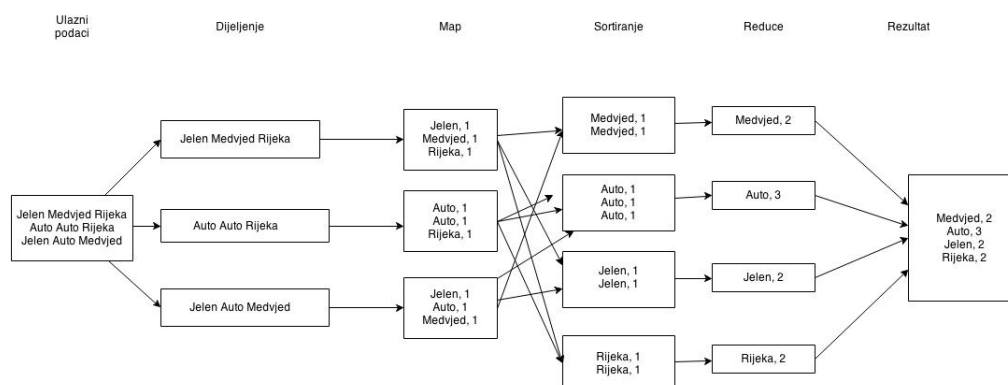 Ulazni
podaci
Dijeljenje
Map
Sortiranje
Reduce
Rezultat
Jelen Medvjed Rijeka
Auto Auto Rijeka
Jelen Auto Medvjed
Jelen Medvjed Rijeka
Auto Auto Rijeka
Jelen Auto Medvjed
Jelen, 1
Medvjed, 1
Rijeka, 1
Auto, 1
Auto, 1
Rijeka, 1
Jelen, 1
Auto, 1
Medvjed, 1
Medvjed, 1
Medvjed, 1
Auto, 1
Auto, 1
Auto, 1
Jelen, 1
Jelen, 1
Rijeka, 1
Rijeka, 1
Medvjed, 2
Auto, 3
Jelen, 2
Rijeka, 2
Medvjed, 2
Auto, 3
Jelen, 2
Rijeka, 2